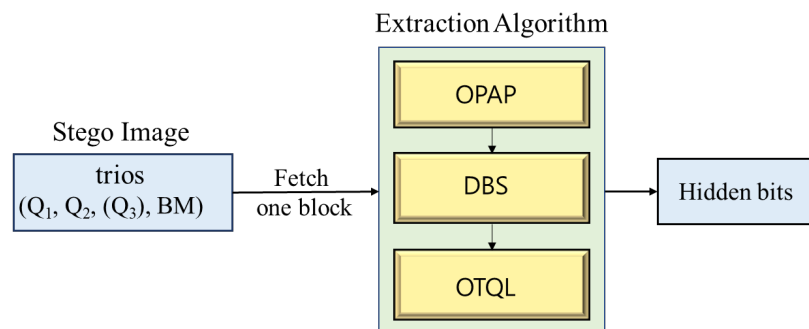 Extraction Algorithm
OPAP
Stego Image
trios
(Q₁, Q₂, (Q₃), BM)
Fetch
one block
DBS
Hidden bits
OTQL